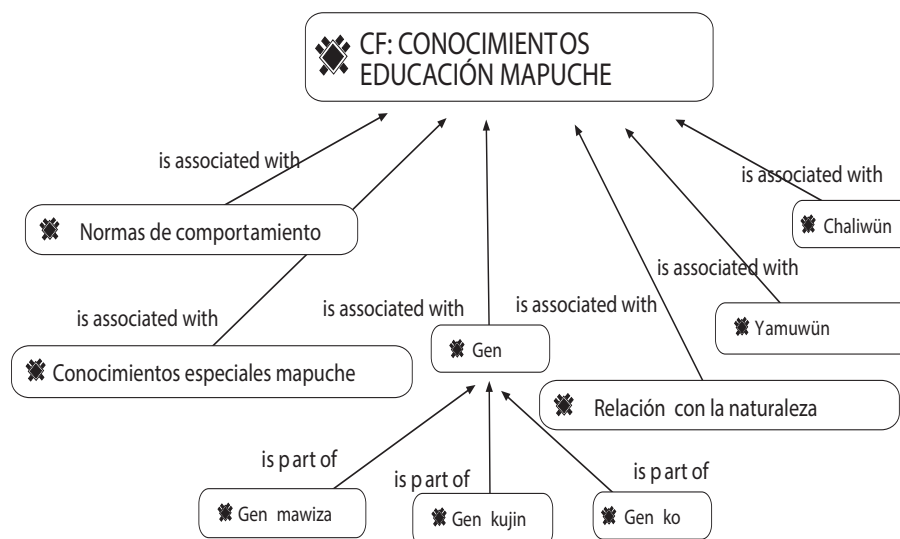 CF: CONOCIMIENTOS
EDUCACIÓN MAPUCHE
is associated with
is associated with
Normas de comportamiento
Chaliwün
is associated with
is associated with
is associated with
is associated with
Yamuwün
Gen
Conocimientos especiales mapuche
Relación con la naturaleza
is part of
is part of
is part of
Gen mawiza
Gen kujin
Gen ko